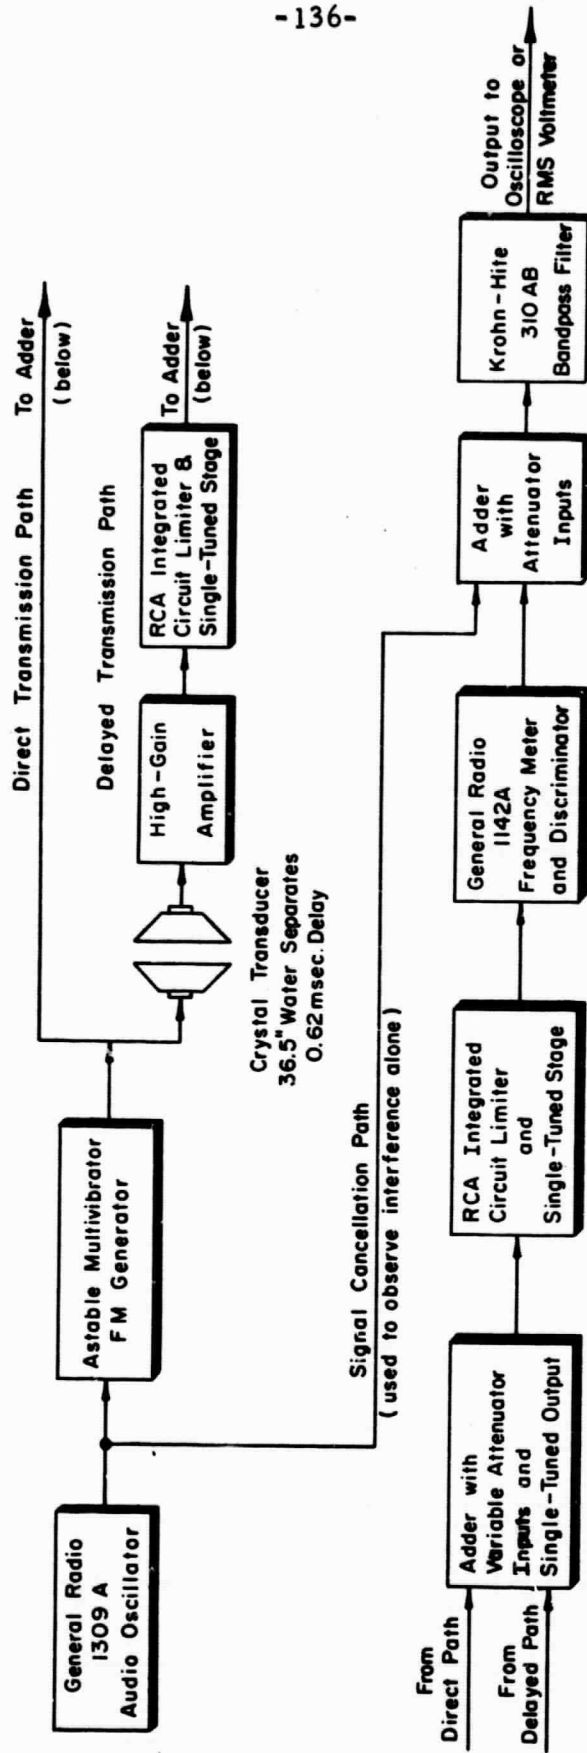 -136-
General Radio
1309 A
Audio Oscillator
Astable Multivibrator
FM Generator
Direct Transmission Path
To Adder
(below)
Delayed Transmission Path
Crystal Transducer
36.5" Water Separates
0.62 msec. Delay
High-Gain
Amplifier
RCA Integrated
Circuit Limiter &
Single-Tuned Stage
To Adder
(below)
Signal Cancellation Path
(used to observe interference alone)
From
Direct Path
From
Delayed Path
Adder with
Variable Attenuator
Inputs and
Single-Tuned Output
RCA Integrated
Circuit Limiter
and
Single-Tuned Stage
General Radio
1142A
Frequency Meter
and Discriminator
Adder
with
Attenuator
Inputs
Krohn-Hite
310 AB
Bandpass Filter
Output to
Oscilloscope or
RMS Voltmeter